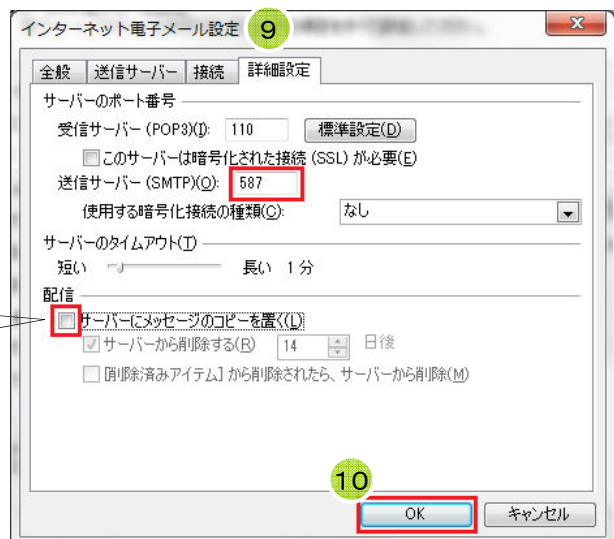 インターネット電子メール設定
9
全般 送信サーバー 接続 詳細設定
サーバーのポート番号
受信サーバー (POP3)(I): 110 標準設定(D)
このサーバーは暗号化された接続 (SSL) が必要(E)
送信サーバー (SMTP)(O): 587
使用する暗号化接続の種類(C): なし
サーバーのタイムアウト(T)
短い 長い 1 分
配信
サーバーにメッセージのコピーを置く(L)
サーバーから削除する(R) 14 日後
[削除済みアイテム] から削除されたら、サーバーから削除(M)
10
OK キャンセル